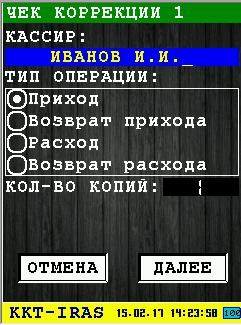 ЧЕК КОРРЕКЦИИ 1
КАССИР:
ИВАНОВ И.И._
ТИП ОПЕРАЦИИ:
Приход
Возврат прихода
Расход
Возврат расхода
КОЛ-ВО КОПИЙ:
ОТМЕНА ДАЛЕЕ
KKT-IRAS 15.02.17 14:23:58 100